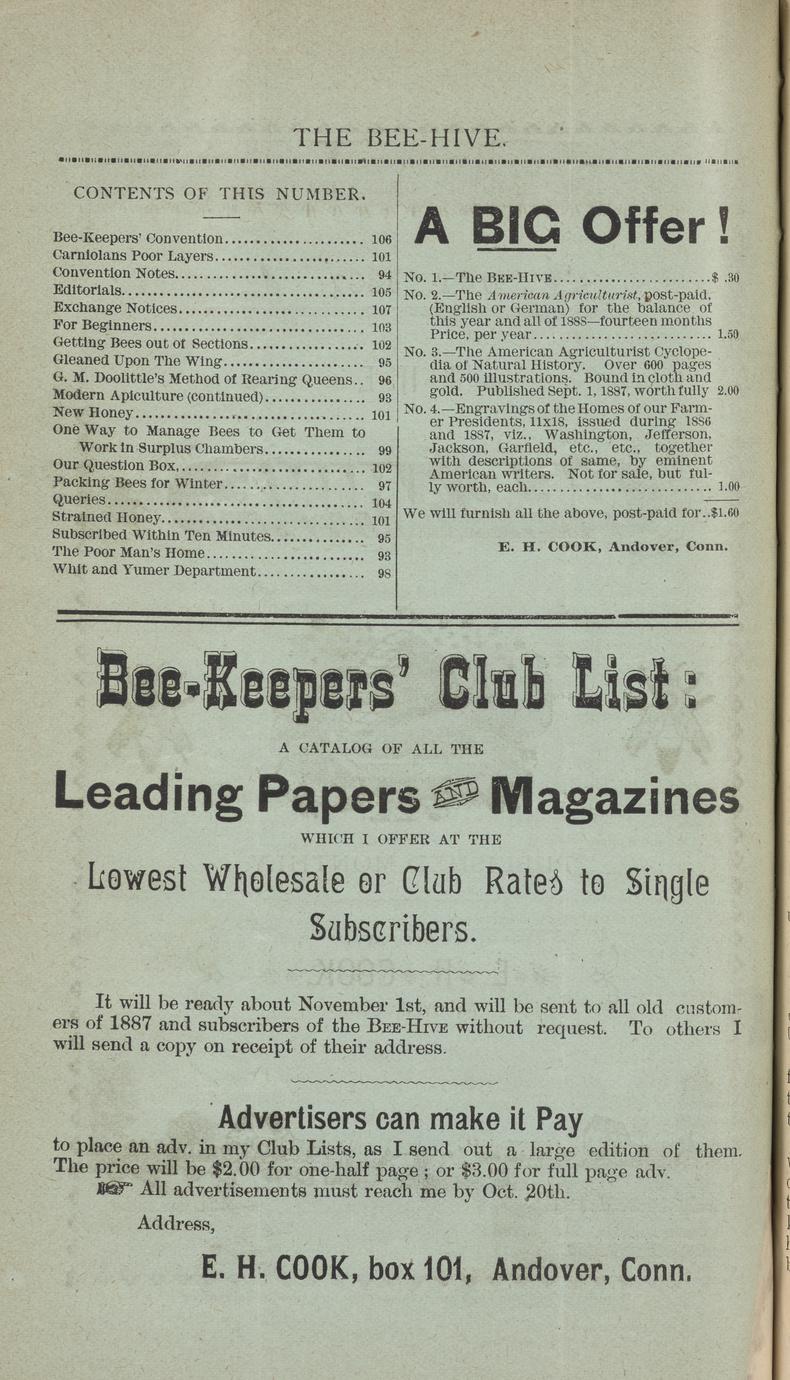 THE BEE-HIVE.
CONTENTS OF THIS NUMBER.
Bee-Keepers' Convention...................... 106
Carniolans Poor Layers........................ 101
Convention Notes.............................. 94
Editorials....................................... 105
Exchange Notices.............................. 107
For Beginners.................................. 103
Getting Bees out of Sections.................. 102
Gleaned Upon The Wing....................... 95
G. M. Doolittle's Method of Rearing Queens.. 96
Modern Apiculture (continued)................ 93
New Honey..................................... 101
One Way to Manage Bees to Get Them to
Work in Surplus Chambers................ 99
Our Question Box,.............................. 102
Packing Bees for Winter....................... 97
Queries......................................... 104
Strained Honey................................. 101
Subscribed Within Ten Minutes............... 95
The Poor Man's Home......................... 93
Whit and Yumer Department................. 98
A BIG Offer!
No. 1.—The BEE-HIVE.........................$ .30
No. 2.—The American Agriculturist, post-paid,
(English or German) for the balance of
this year and all of 1888—fourteen months
Price, per year............................. 1.50
No. 3.—The American Agriculturist Cyclope-
dia of Natural History. Over 600 pages
and 500 illustrations. Bound in cloth and
gold. Published Sept. 1, 1887, worth fully 2.00
No. 4.—Engravings of the Homes of our Farm-
er Presidents, 11x18, issued during 1886
and 1887, viz., Washington, Jefferson,
Jackson, Garfield, etc., etc., together
with descriptions of same, by eminent
American writers. Not for sale, but ful-
ly worth, each.............................. 1.00
We will furnish all the above, post-paid for..$1.60
E. H. COOK, Andover, Conn.
Bee-Keepers' Club List:
A CATALOG OF ALL THE
Leading Papers AND Magazines
WHICH I OFFER AT THE
Lowest Wholesale or Club Rates to Single
Subscribers.
It will be ready about November 1st, and will be sent to all old custom-
ers of 1887 and subscribers of the BEE-HIVE without request. To others I
will send a copy on receipt of their address.
Advertisers can make it Pay
to place an adv. in my Club Lists, as I send out a large edition of them.
The price will be $2.00 for one-half page; or $3.00 for full page adv.
☞ All advertisements must reach me by Oct. 20th.
Address,
E. H. COOK, box 101, Andover, Conn.